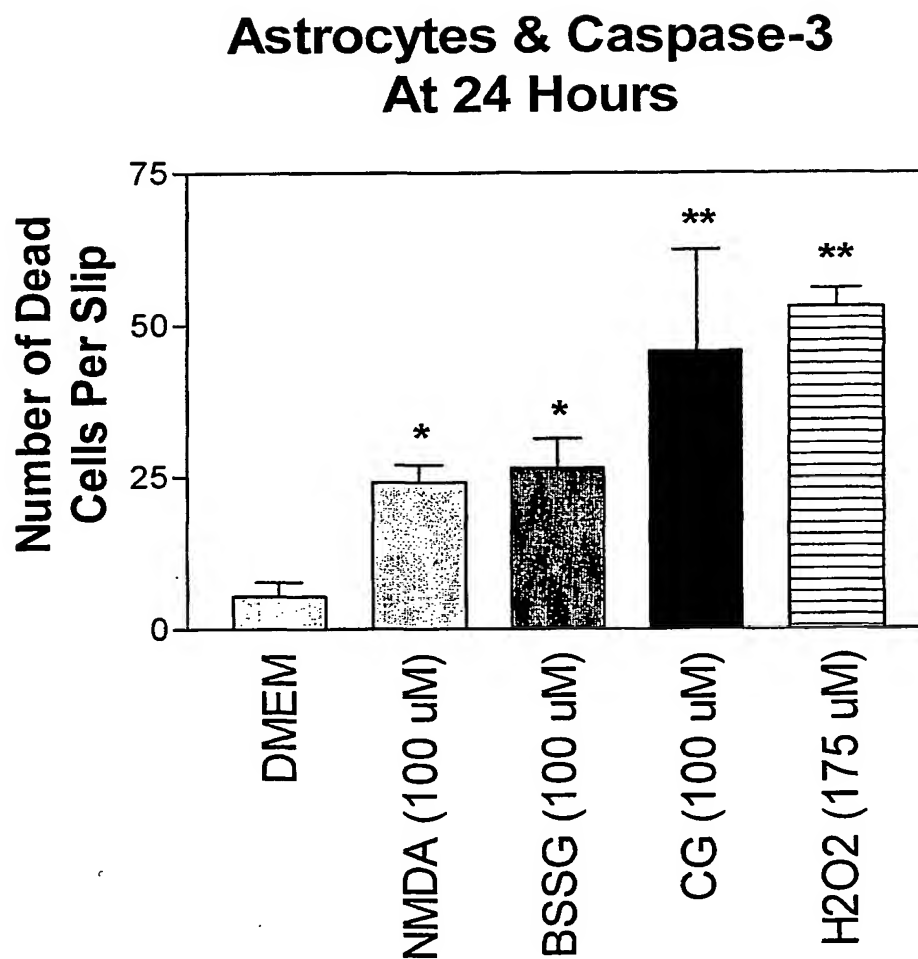 Astrocytes & Caspase-3
At 24 Hours
Number of Dead
Cells Per Slip
75
50
25
0
*
*
**
**
DMEM
NMDA (100 uM)
BSSG (100 uM)
CG (100 uM)
H2O2 (175 uM)